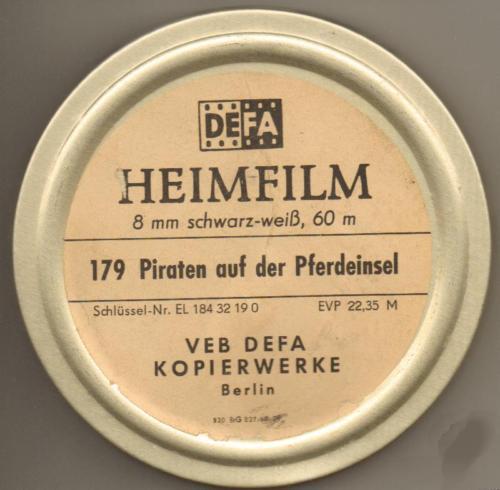 DEFA
HEIMFILM
8 mm schwarz-weiß, 60 m
179 Piraten auf der Pferdeinsel
Schlüssel-Nr. EL 184 32 19 0 EVP 22,35 M
VEB DEFA
KOPIERWERKE
Berlin